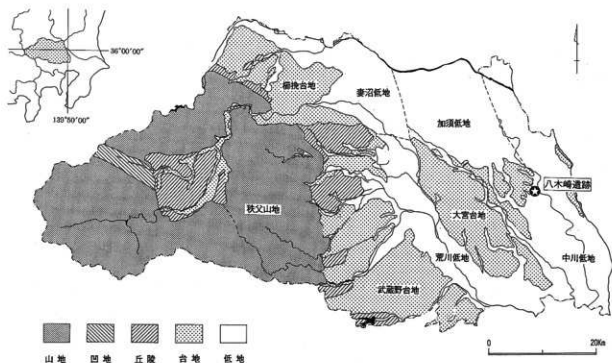 36°00′00″
139°50′00″
櫛挽台地
妻沼低地
加須低地
八木崎遺跡
秩父山地
大宮台地
荒川低地
中川低地
武蔵野台地
山地
凹地
丘陵
台地
低地
0
20Km